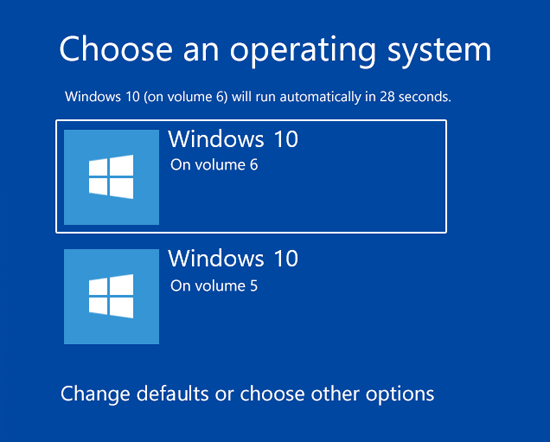 Choose an operating system
Windows 10 (on volume 6) will run automatically in 28 seconds.
Windows 10
On volume 6
Windows 10
On volume 5
Change defaults or choose other options